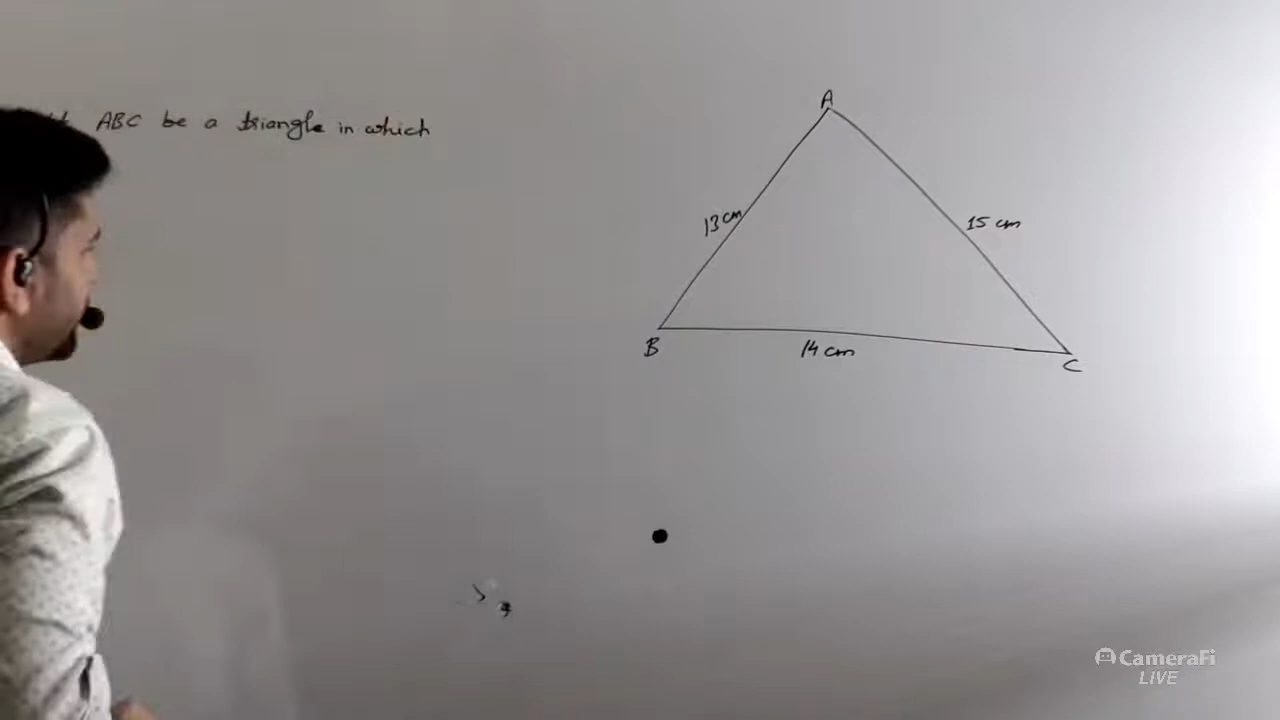 ABC be a triangle in which
A
13 cm
15 cm
B
14 cm
C
CameraFi
LIVE